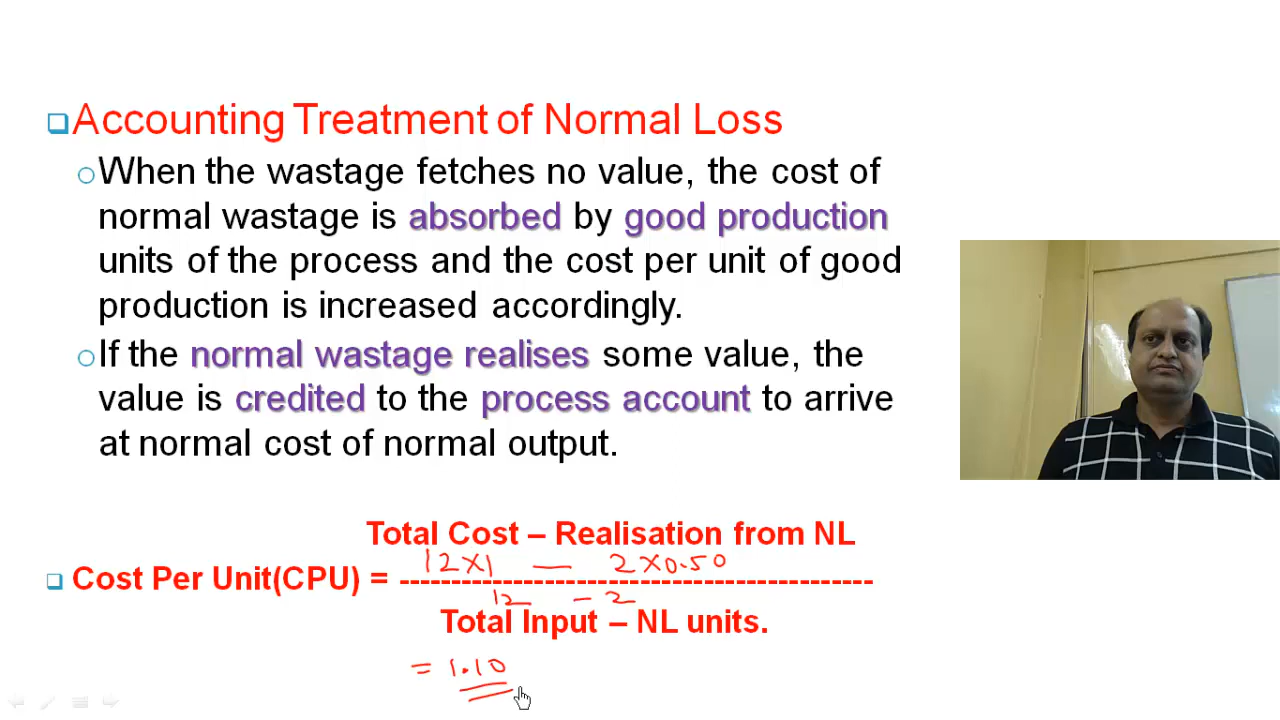 Accounting Treatment of Normal Loss
When the wastage fetches no value, the cost of
normal wastage is absorbed by good production
units of the process and the cost per unit of good
production is increased accordingly.
If the normal wastage realises some value, the
value is credited to the process account to arrive
at normal cost of normal output.
Total Cost – Realisation from NL
12 X 1 — 2 X 0.50
Cost Per Unit(CPU) = ----------------------------------------------
12 - 2
Total Input – NL units.
= 1.10